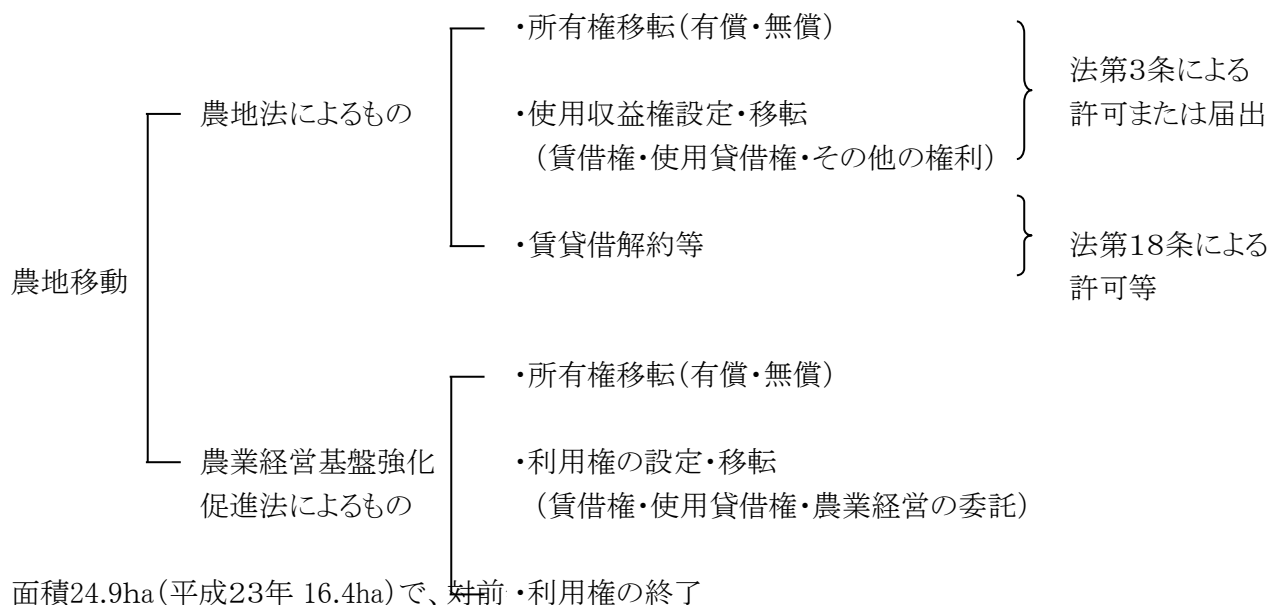 ・所有権移転(有償・無償)
法第3条による
農地法によるもの
・使用収益権設定・移転
許可または届出
(賃借権・使用貸借権・その他の権利)
・賃貸借解約等
法第18条による
農地移動
許可等
・所有権移転(有償・無償)
農業経営基盤強化
・利用権の設定・移転
促進法によるもの
(賃借権・使用貸借権・農業経営の委託)
面積24.9ha(平成23年 16.4ha)で、対前
・利用権の終了